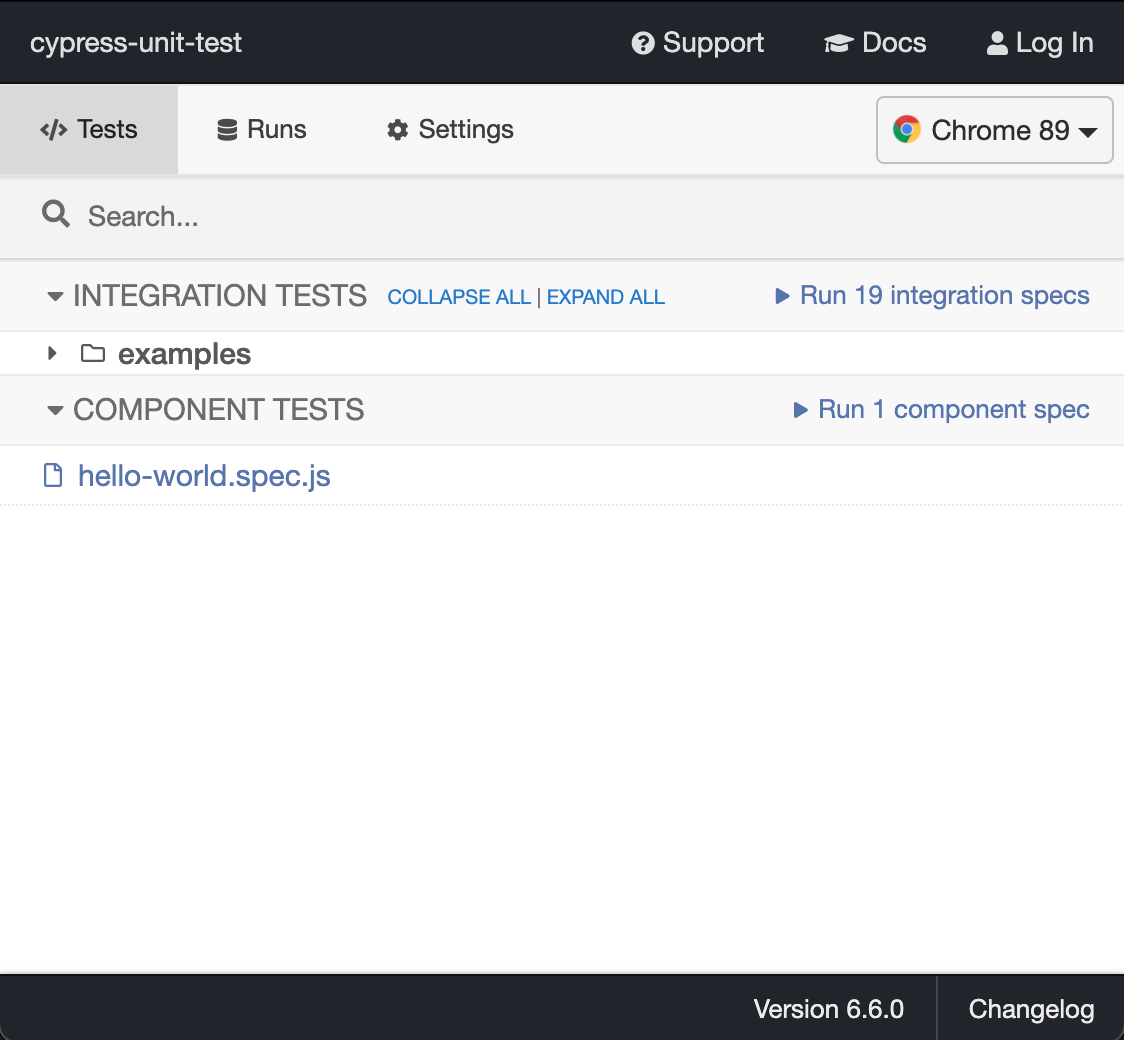 cypress-unit-test Support Docs Log In
Tests Runs Settings Chrome 89
Search...
INTEGRATION TESTS COLLAPSE ALL | EXPAND ALL Run 19 integration specs
examples
COMPONENT TESTS Run 1 component spec
hello-world.spec.js
Version 6.6.0 Changelog